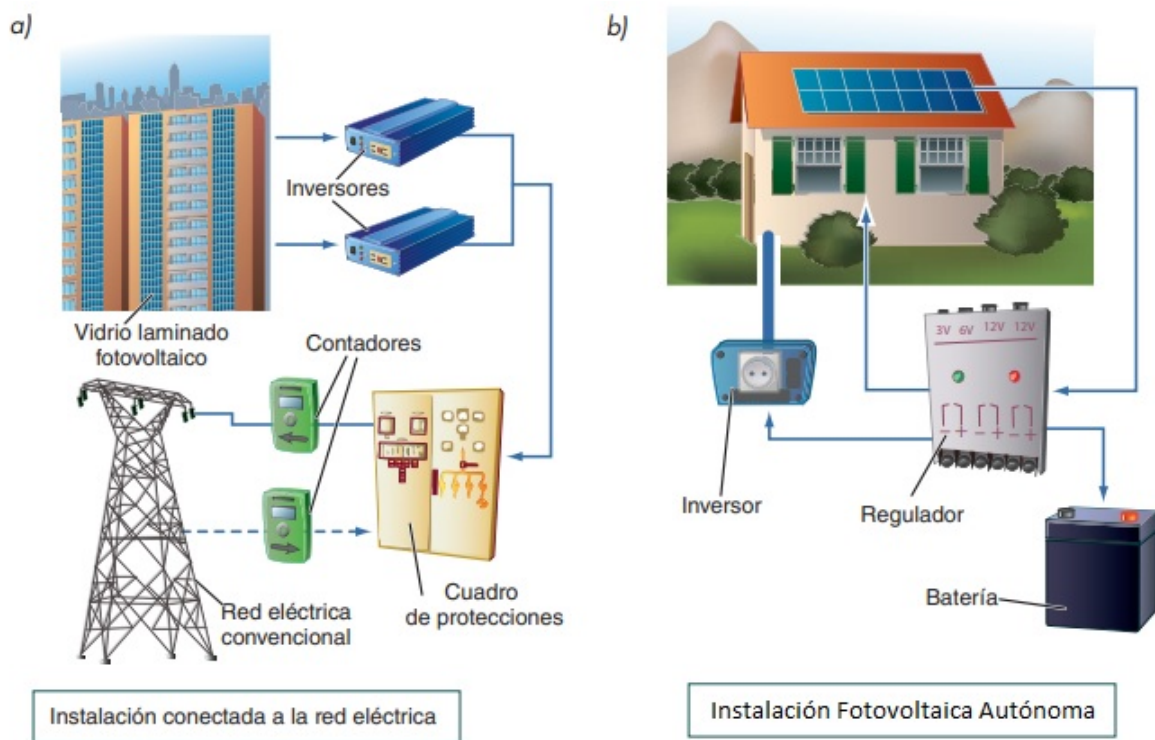 a)
Inversores
Vidrio laminado
fotovoltaico
Contadores
Red eléctrica
convencional
Cuadro
de protecciones
Instalación conectada a la red eléctrica
b)
3V 6V 12V 12V
- + - + - +
Inversor
Regulador
Batería
Instalación Fotovoltaica Autónoma